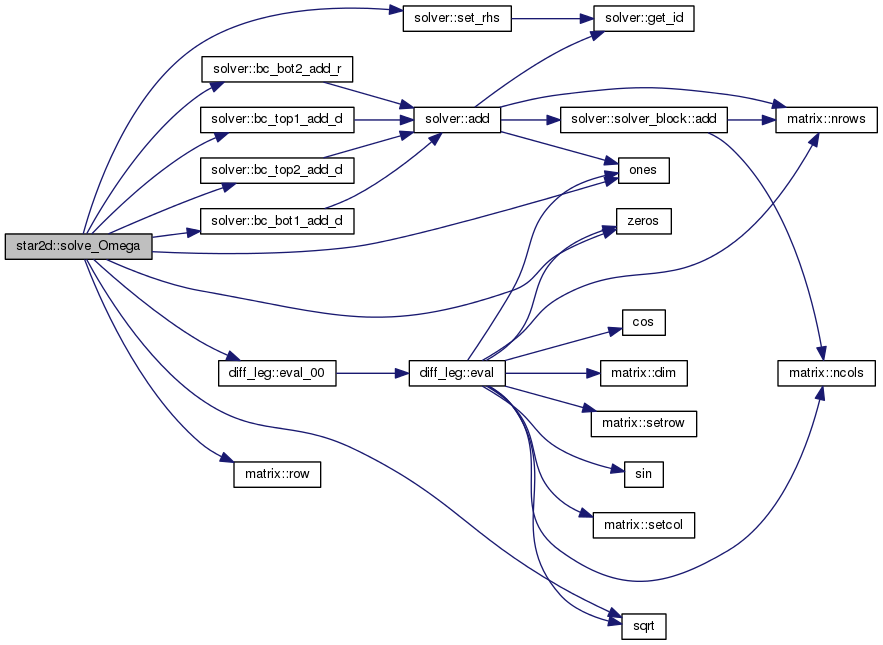 solver::set_rhs
solver::get_id
solver::bc_bot2_add_r
solver::bc_top1_add_d
solver::add
solver::solver_block::add
matrix::nrows
solver::bc_top2_add_d
ones
solver::bc_bot1_add_d
zeros
star2d::solve_Omega
cos
diff_leg::eval_00
diff_leg::eval
matrix::dim
matrix::ncols
matrix::setrow
matrix::row
sin
matrix::setcol
sqrt